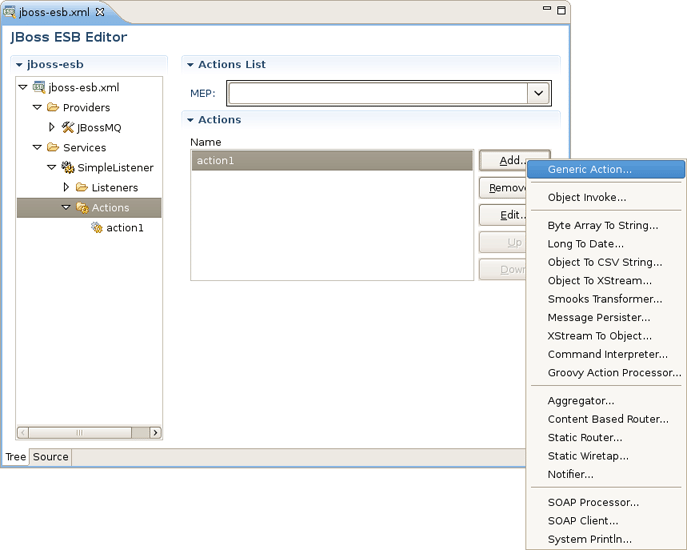 jboss-esb.xml
JBoss ESB Editor
jboss-esb
jboss-esb.xml
Providers
JBossMQ
Services
SimpleListener
Listeners
Actions
action1
Actions List
MEP:
Actions
Name
action1
Add...
Remove
Edit...
Up
Down
Generic Action...
Object Invoke...
Byte Array To String...
Long To Date...
Object To CSV String...
Object To XStream...
Smooks Transformer...
Message Persister...
XStream To Object...
Command Interpreter...
Groovy Action Processor...
Aggregator...
Content Based Router...
Static Router...
Static Wiretap...
Notifier...
SOAP Processor...
SOAP Client...
System Println...
Tree
Source